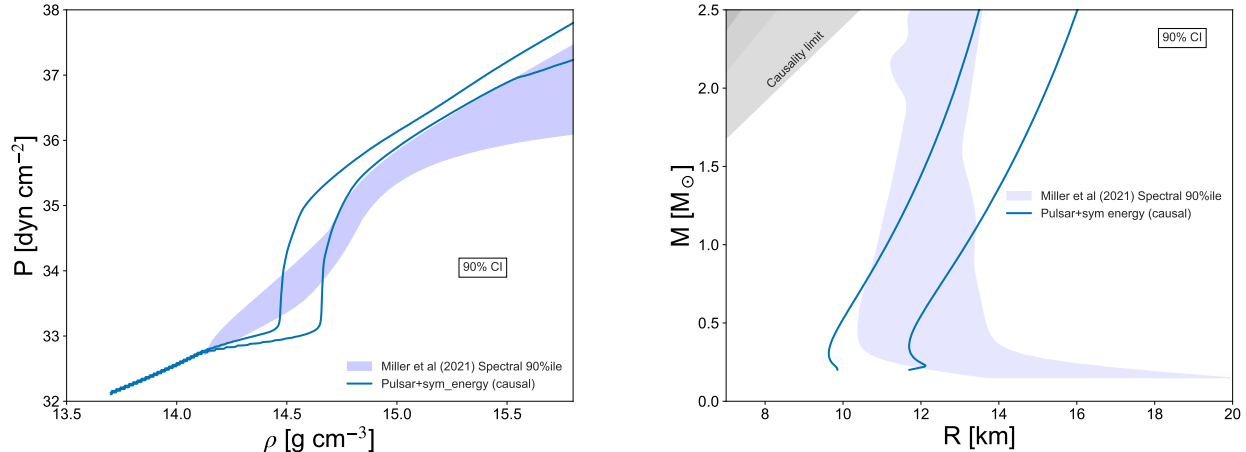 38
37
36
35
34
33
32
P [dyn cm⁻²]
90% CI
Miller et al (2021) Spectral 90%ile
Pulsar+sym_energy (causal)
13.5 14.0 14.5 15.0 15.5
ρ [g cm⁻³]
2.5
2.0
1.5
1.0
0.5
0.0
M [M⊙]
Causality limit
90% CI
Miller et al (2021) Spectral 90%ile
Pulsar+sym energy (causal)
8 10 12 14 16 18 20
R [km]